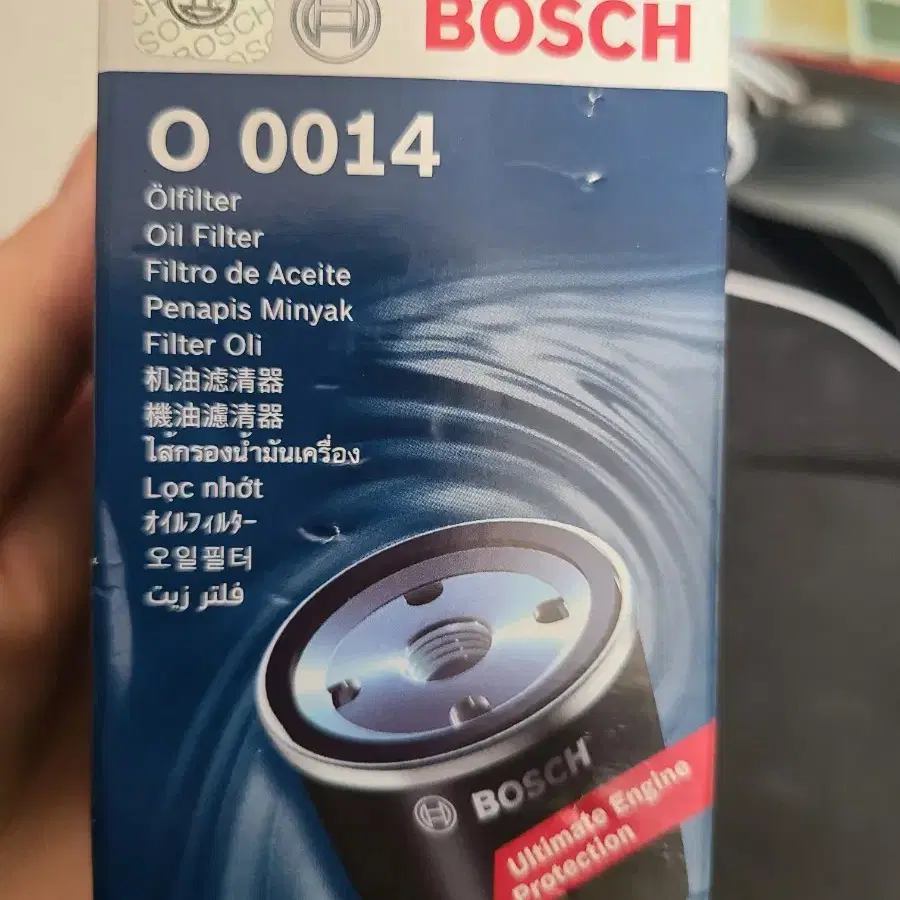 BOSCH
O 0014
Ölfilter
Oil Filter
Filtro de Aceite
Penapis Minyak
Filter Oli
机油滤清器
機油濾清器
ไส้กรองน้ำมันเครื่อง
Lọc nhớt
オイルフィルター
오일필터
فلتر زيت
BOSCH
Ultimate Engine
Protection